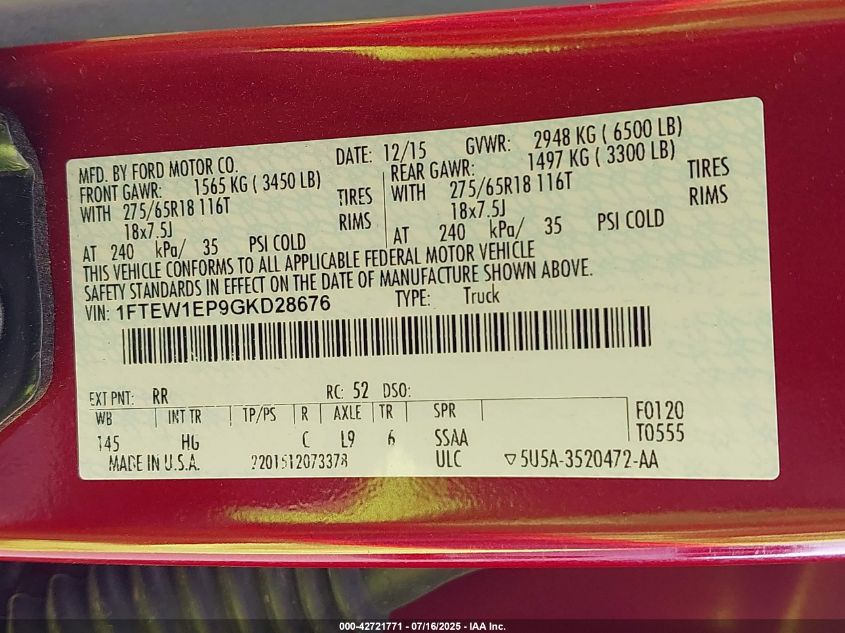 MFD. BY FORD MOTOR CO. DATE: 12/15 GVWR: 2948 KG ( 6500 LB)
FRONT GAWR: 1565 KG ( 3450 LB) REAR GAWR: 1497 KG ( 3300 LB)
WITH 275/65R18 116T TIRES WITH 275/65R18 116T TIRES
18x7.5J RIMS 18x7.5J RIMS
AT 240 kPa/ 35 PSI COLD AT 240 kPa/ 35 PSI COLD
THIS VEHICLE CONFORMS TO ALL APPLICABLE FEDERAL MOTOR VEHICLE
SAFETY STANDARDS IN EFFECT ON THE DATE OF MANUFACTURE SHOWN ABOVE.
VIN: 1FTEW1EP9GKD28676 TYPE: Truck
EXT PNT: RR RC: 52 DSO:
WB INT TR TP/PS R AXLE TR SPR F0120
145 HG C L9 6 SSAA T0555
MADE IN U.S.A. 2201512073378 ULC ▽5U5A-3520472-AA
000-42721771 - 07/16/2025 - IAA Inc.